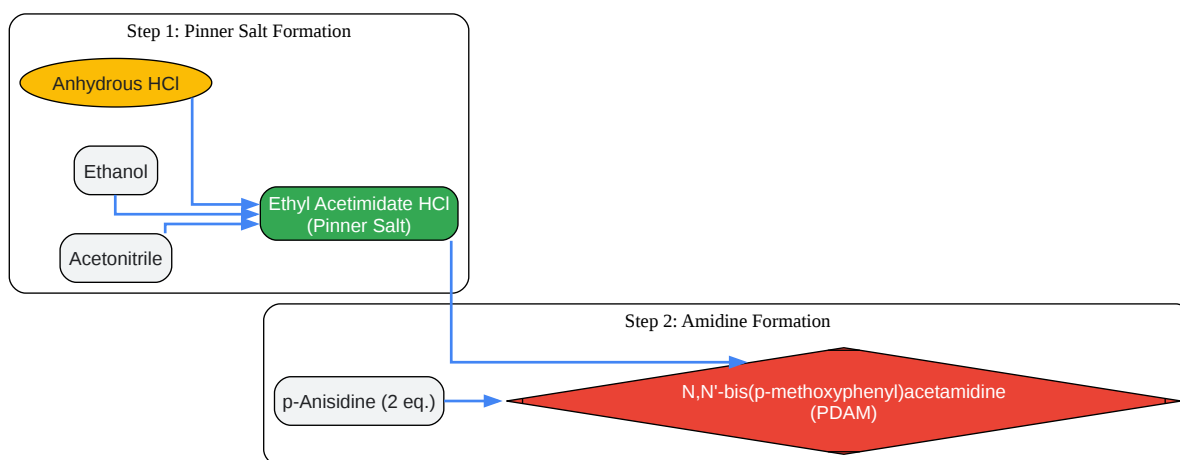 Step 1: Pinner Salt Formation
Anhydrous HCl
Ethanol
Ethyl Acetimidate HCl
(Pinner Salt)
Acetonitrile
Step 2: Amidine Formation
p-Anisidine (2 eq.)
N,N'-bis(p-methoxyphenyl)acetamidine
(PDAM)